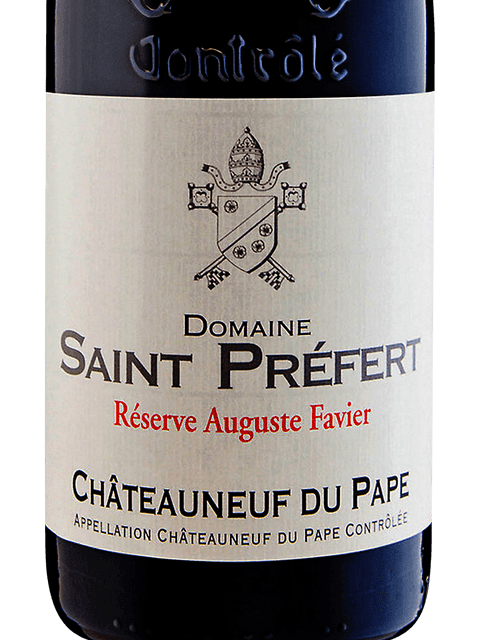 Contrôlé
DOMAINE
SAINT PRÉFERT
Réserve Auguste Favier
CHÂTEAUNEUF DU PAPE
APPELLATION CHÂTEAUNEUF DU PAPE CONTRÔLÉE